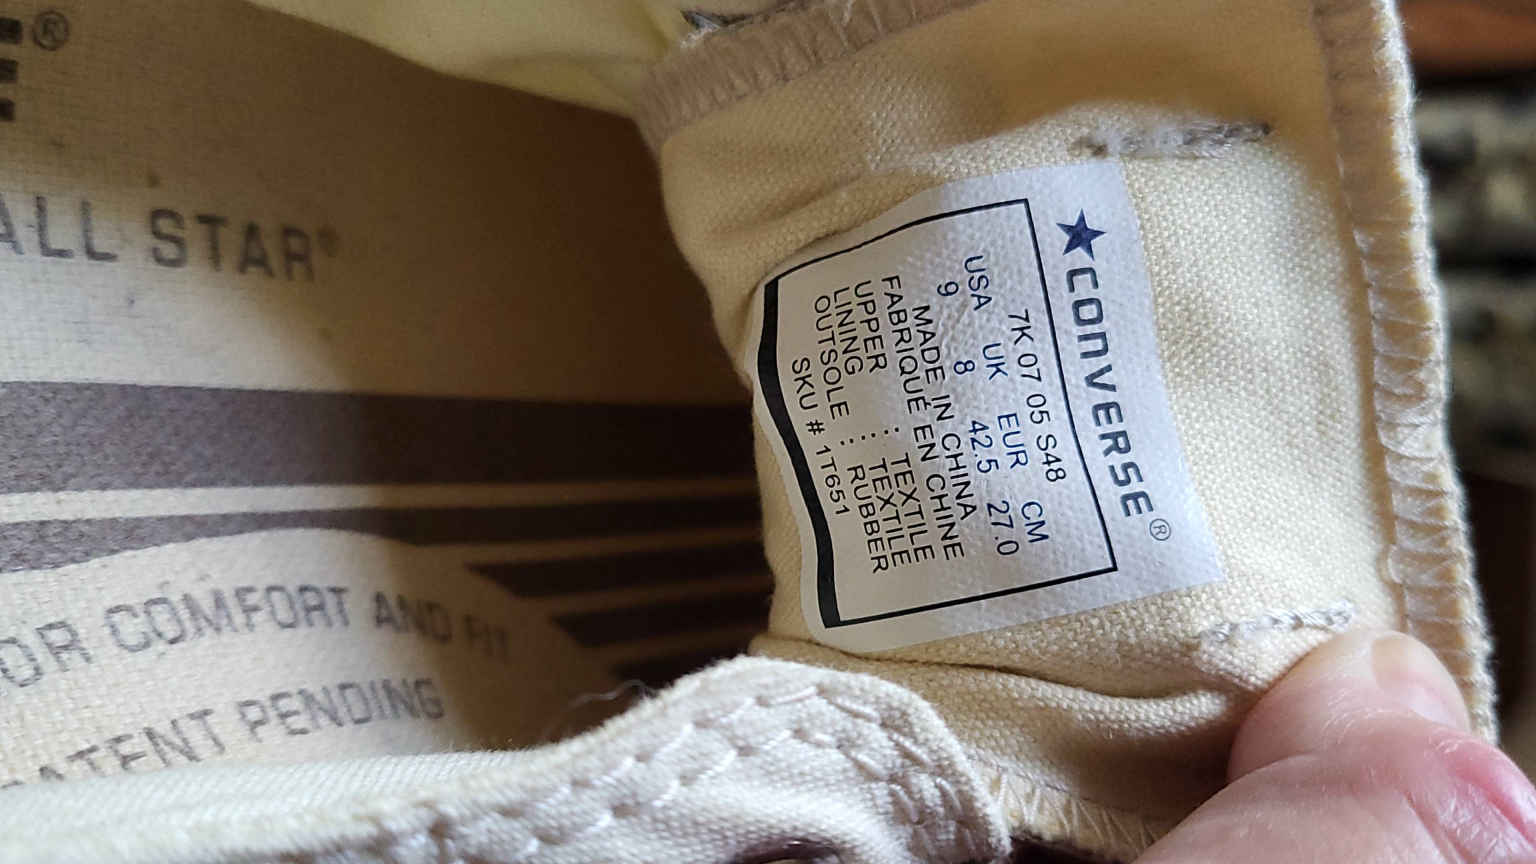 CONVERSE®
7K 07 05 S48
USA UK EUR CM
9 8 42.5 27.0
MADE IN CHINA
FABRIQUÉ EN CHINE
UPPER : TEXTILE
LINING : TEXTILE
OUTSOLE : RUBBER
SKU # 1T651
®
ALL STAR®
OR COMFORT AND FIT
ATENT PENDING